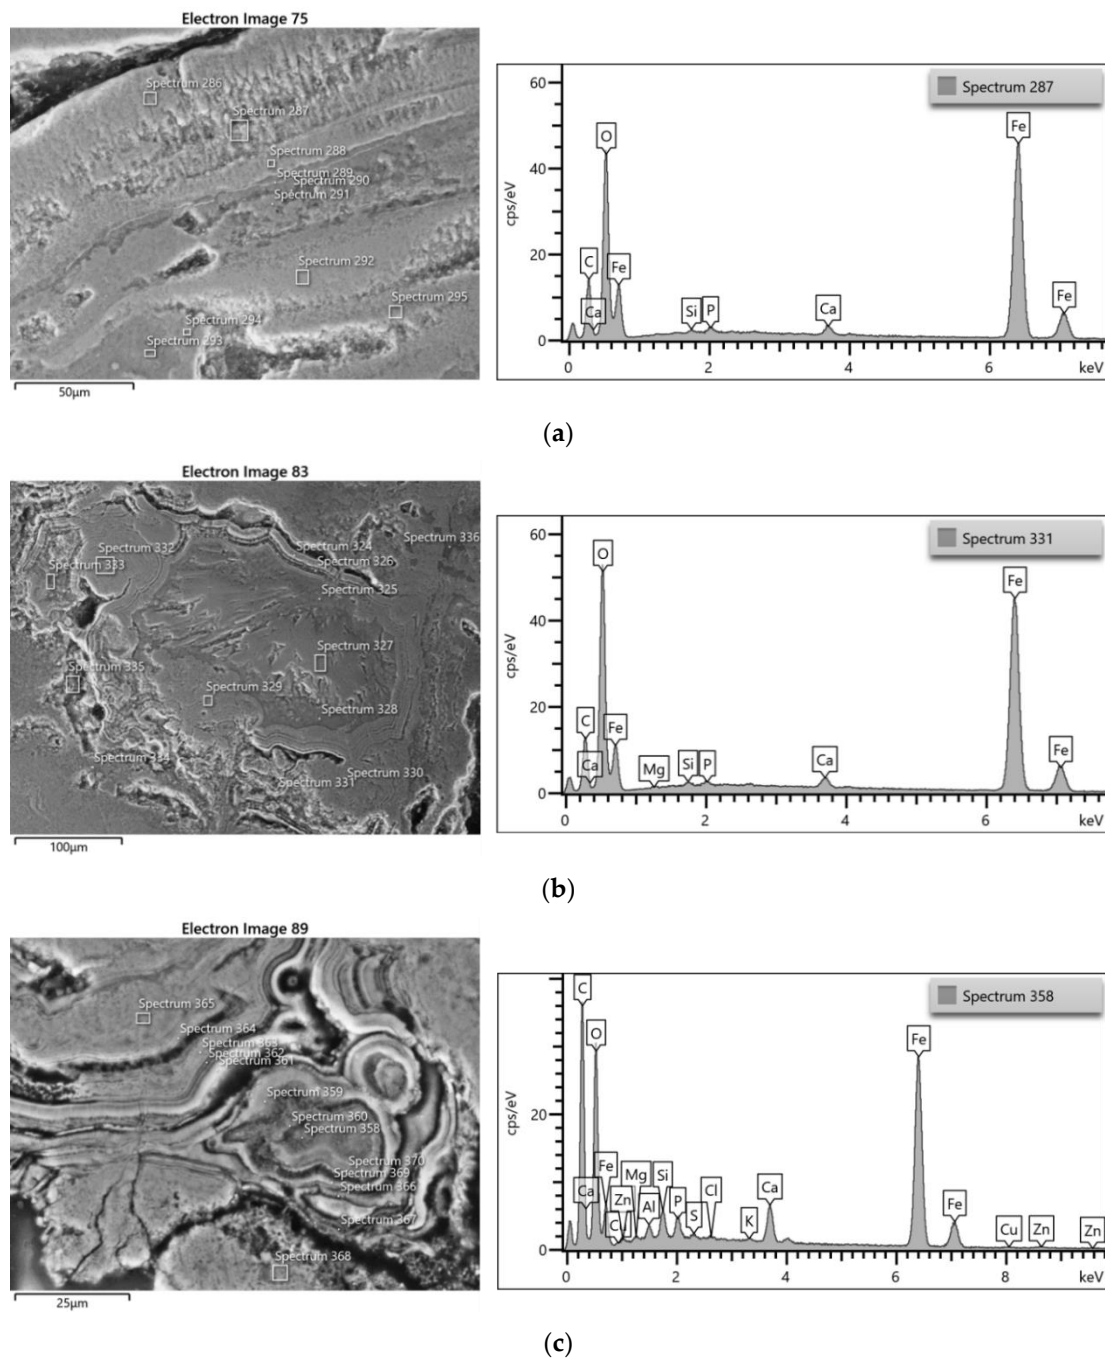 Electron Image 75
Spectrum 286
Spectrum 287
Spectrum 288
Spectrum 289
Spectrum 290
Spectrum 291
Spectrum 292
Spectrum 295
Spectrum 294
Spectrum 293
50µm
Spectrum 287
cps/eV
60
40
20
0
C
Ca
O
Fe
Si
P
Ca
Fe
Fe
0 2 4 6 keV
(a)
Electron Image 83
Spectrum 324
Spectrum 336
Spectrum 332
Spectrum 326
Spectrum 333
Spectrum 325
Spectrum 327
Spectrum 335
Spectrum 329
Spectrum 328
Spectrum 334
Spectrum 330
Spectrum 331
100µm
Spectrum 331
cps/eV
60
40
20
0
C
Ca
O
Fe
Mg
Si
P
Ca
Fe
Fe
0 2 4 6 keV
(b)
Electron Image 89
Spectrum 365
Spectrum 364
Spectrum 363
Spectrum 362
Spectrum 361
Spectrum 359
Spectrum 360
Spectrum 358
Spectrum 370
Spectrum 369
Spectrum 366
Spectrum 367
Spectrum 368
25µm
Spectrum 358
cps/eV
20
0
C
O
Ca
Fe
C
Zn
Mg
Al
Si
P
S
Cl
K
Ca
Fe
Fe
Cu
Zn
Zn
0 2 4 6 8 keV
(c)